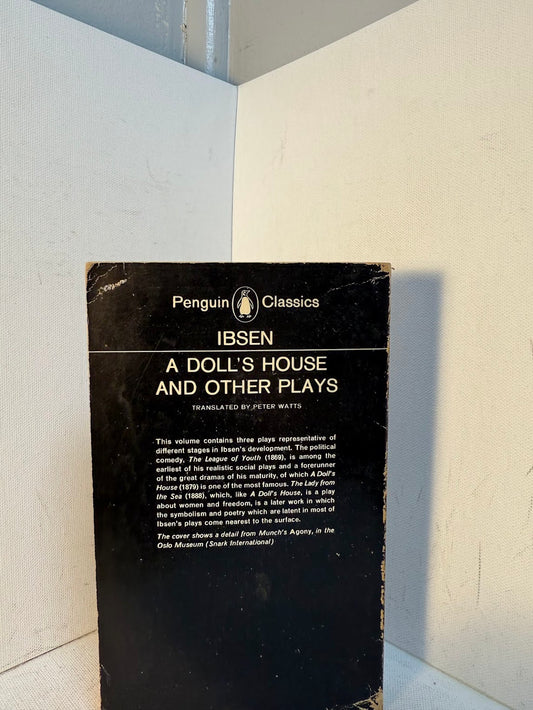 Penguin Classics
IBSEN
A DOLL'S HOUSE
AND OTHER PLAYS
TRANSLATED BY PETER WATTS
This volume contains three plays representative of
different stages in Ibsen's development. The political
comedy, The League of Youth (1869), is among the
earliest of his realistic social plays and a forerunner
of the great dramas of his maturity, of which A Doll's
House (1879) is one of the most famous. The Lady from
the Sea (1888), which, like A Doll's House, is a play
about women and freedom, is a later work in which
the symbolism and poetry which are latent in most of
Ibsen's plays come nearest to the surface.
The cover shows a detail from Munch's Agony, in the
Oslo Museum (Snark International)